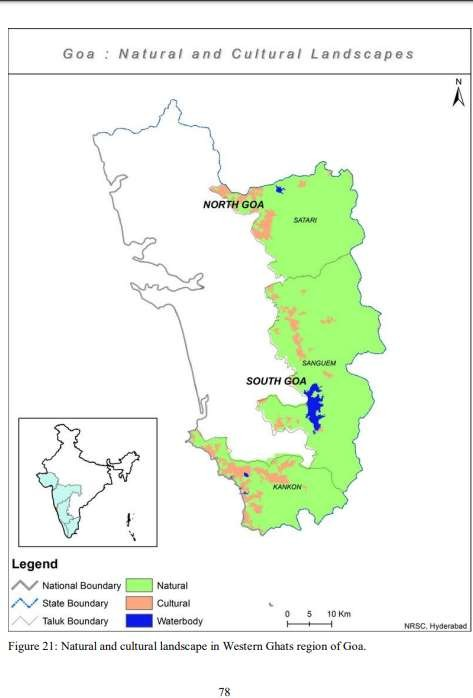 Goa : Natural and Cultural Landscapes
N
NORTH GOA
SATARI
SANGUEM
SOUTH GOA
KANKON
Legend
National Boundary Natural
State Boundary Cultural
Taluk Boundary Waterbody
0 5 10 Km
NRSC, Hyderabad
Figure 21: Natural and cultural landscape in Western Ghats region of Goa.
78